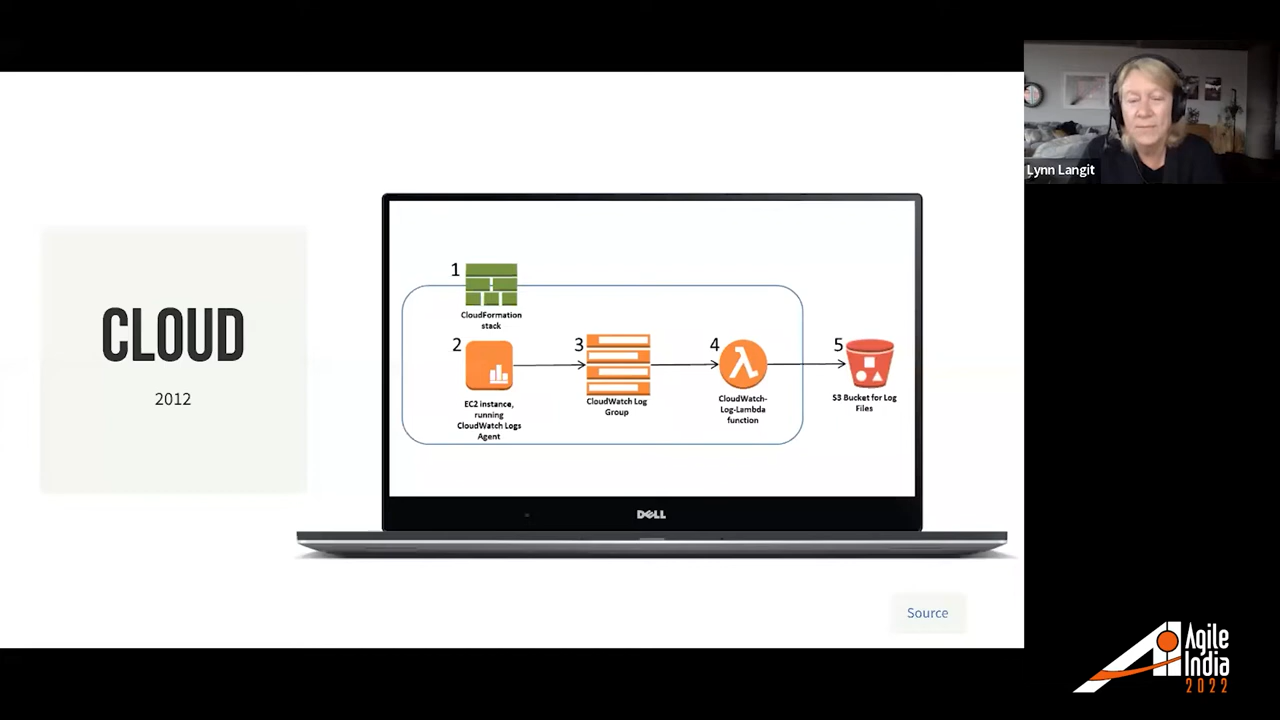 CLOUD
2012
1
CloudFormation
stack
2
EC2 instance,
running
CloudWatch Logs
Agent
3
CloudWatch Log
Group
4
CloudWatch-
Log-Lambda
function
5
S3 Bucket for Log
Files
DELL
Source
Lynn Langit
Agile
India
2022